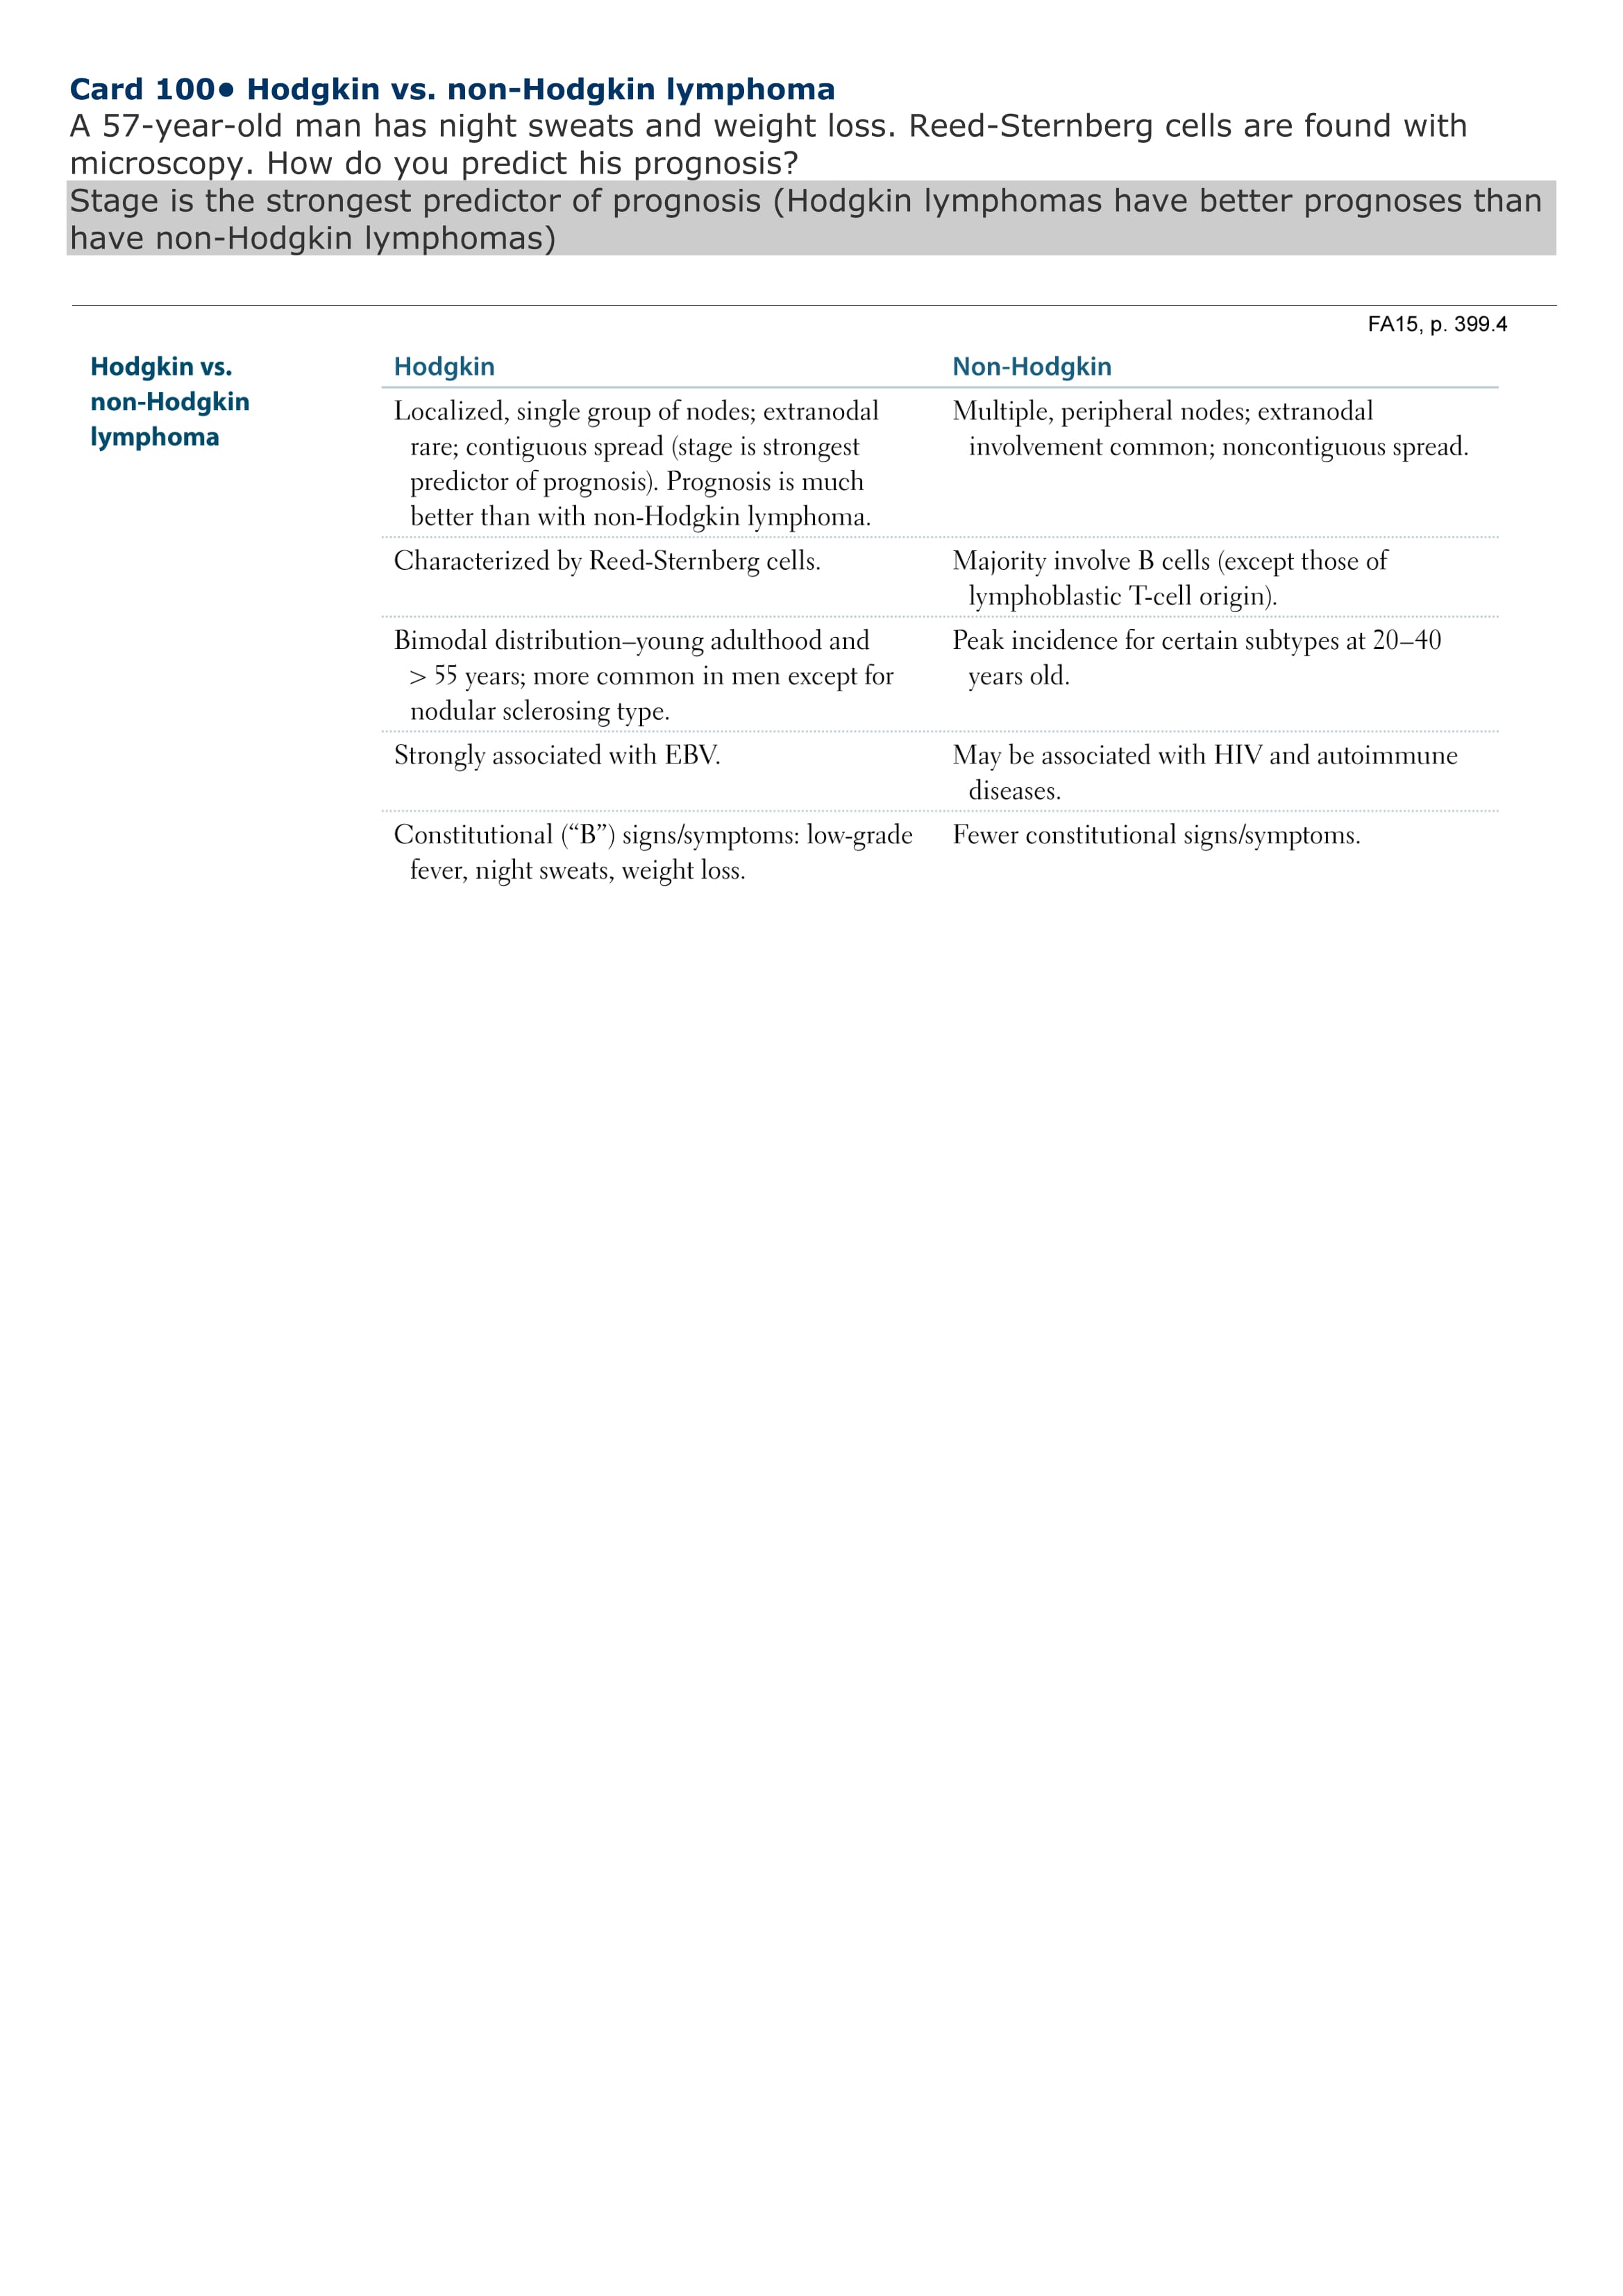 Card 100● Hodgkin vs. non-Hodgkin lymphoma
A 57-year-old man has night sweats and weight loss. Reed-Sternberg cells are found with
microscopy. How do you predict his prognosis?
Stage is the strongest predictor of prognosis (Hodgkin lymphomas have better prognoses than
have non-Hodgkin lymphomas)
FA15, p. 399.4
Hodgkin vs.
non-Hodgkin
lymphoma
Hodgkin
Localized, single group of nodes; extranodal
rare; contiguous spread (stage is strongest
predictor of prognosis). Prognosis is much
better than with non-Hodgkin lymphoma.
Characterized by Reed-Sternberg cells.
Bimodal distribution–young adulthood and
> 55 years; more common in men except for
nodular sclerosing type.
Strongly associated with EBV.
Constitutional (“B”) signs/symptoms: low-grade
fever, night sweats, weight loss.
Non-Hodgkin
Multiple, peripheral nodes; extranodal
involvement common; noncontiguous spread.
Majority involve B cells (except those of
lymphoblastic T-cell origin).
Peak incidence for certain subtypes at 20–40
years old.
May be associated with HIV and autoimmune
diseases.
Fewer constitutional signs/symptoms.